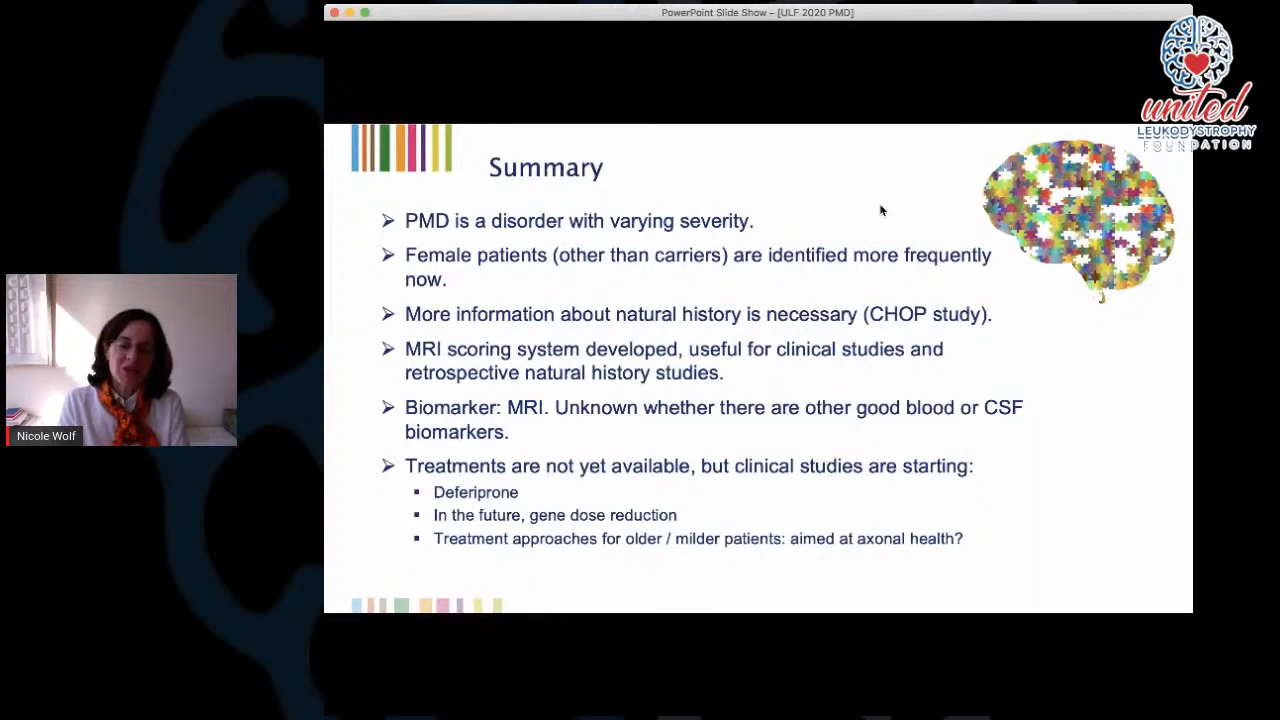 PowerPoint Slide Show – [ULF 2020 PMD]
united
LEUKODYSTROPHY
FOUNDATION
Summary
➢ PMD is a disorder with varying severity.
➢ Female patients (other than carriers) are identified more frequently
now.
➢ More information about natural history is necessary (CHOP study).
➢ MRI scoring system developed, useful for clinical studies and
retrospective natural history studies.
➢ Biomarker: MRI. Unknown whether there are other good blood or CSF
biomarkers.
➢ Treatments are not yet available, but clinical studies are starting:
▪ Deferiprone
▪ In the future, gene dose reduction
▪ Treatment approaches for older / milder patients: aimed at axonal health?
Nicole Wolf